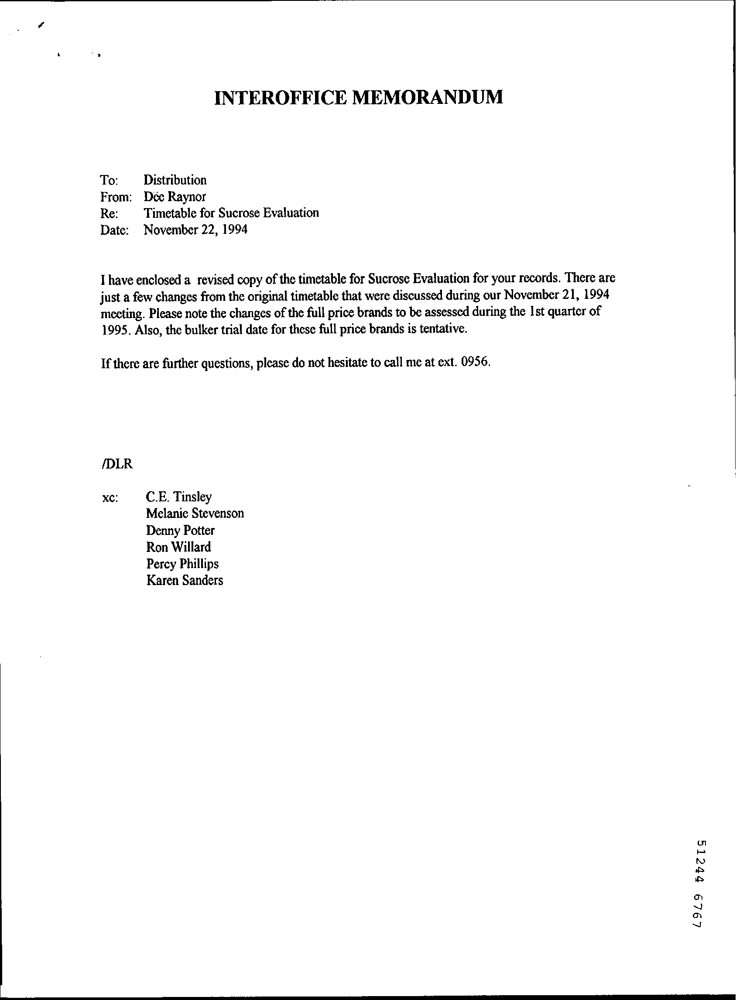 INTEROFFICE MEMORANDUM
To: Distribution
From: Dee Raynor
Re: Timetable for Sucrose Evaluation
Date: November 22, 1994
I have enclosed a revised copy of the timetable for Sucrose Evaluation for your records. There are
just a few changes from the original timetable that were discussed during our November 21, 1994
meeting. Please note the changes of the full price brands to be assessed during the 1st quarter of
1995. Also, the bulker trial date for these full price brands is tentative.
If there are further questions, please do not hesitate to call me at ext. 0956.
/DLR
xc: C.E. Tinsley
Melanie Stevenson
Denny Potter
Ron Willard
Percy Phillips
Karen Sanders
51244 6767